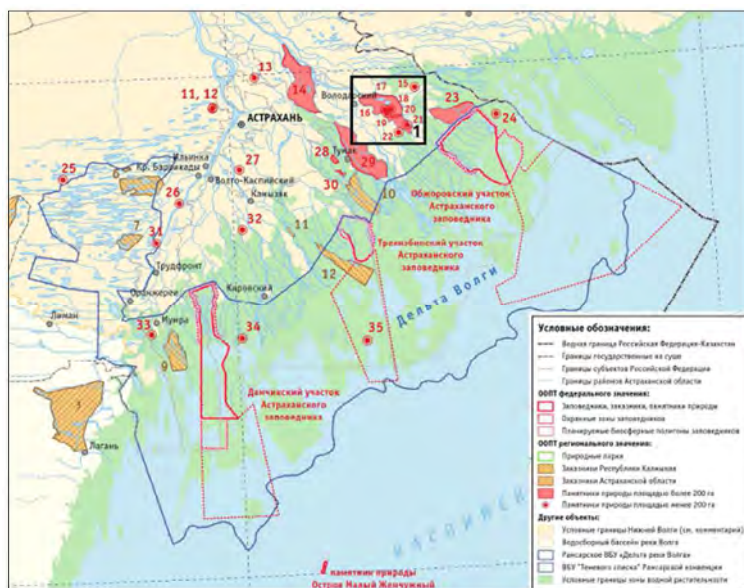 13
14
15
17
18
Володарский
16
20
19
21
22
1
23
24
11, 12
АСТРАХАНЬ
25
Ильинка
Кр. Баррикады
6
27
28
Тумак
29
Волго-Каспийский
Камызяк
30
10
26
Обжоровский участок
Астраханского
заповедника
7
31
32
11
Трехизбинский участок
Астраханского
заповедника
12
Трудфронт
Оранжереи
Кировский
Дельта Волги
Лиман
Мумра
33
34
35
9
Дамчикский участок
Астраханского
заповедника
Лагань
КАСПИЙСК
памятник природы
Остров Малый Жемчужный
Условные обозначения:
Водная граница Российская Федерация-Казахстан
Границы государственные на суше
Границы субъектов Российской Федерации
Границы районов Астраханской области
ООПТ федерального значения:
Заповедники, заказники, памятники природы
Охранные зоны заповедников
Планируемые биосферные полигоны заповедников
ООПТ регионального значения:
Природные парки
Заказники Республики Калмыкия
Заказники Астраханской области
Памятники природы площадью более 200 га
Памятники природы площадью менее 200 га
Другие объекты:
Условные границы Нижней Волги (см. комментарий)
Водосборный бассейн реки Волга
Рамсарское ВБУ «Дельта реки Волга»
ВБУ "Теневого списка" Рамсарской конвенции
Условные границы зоны водной растительности